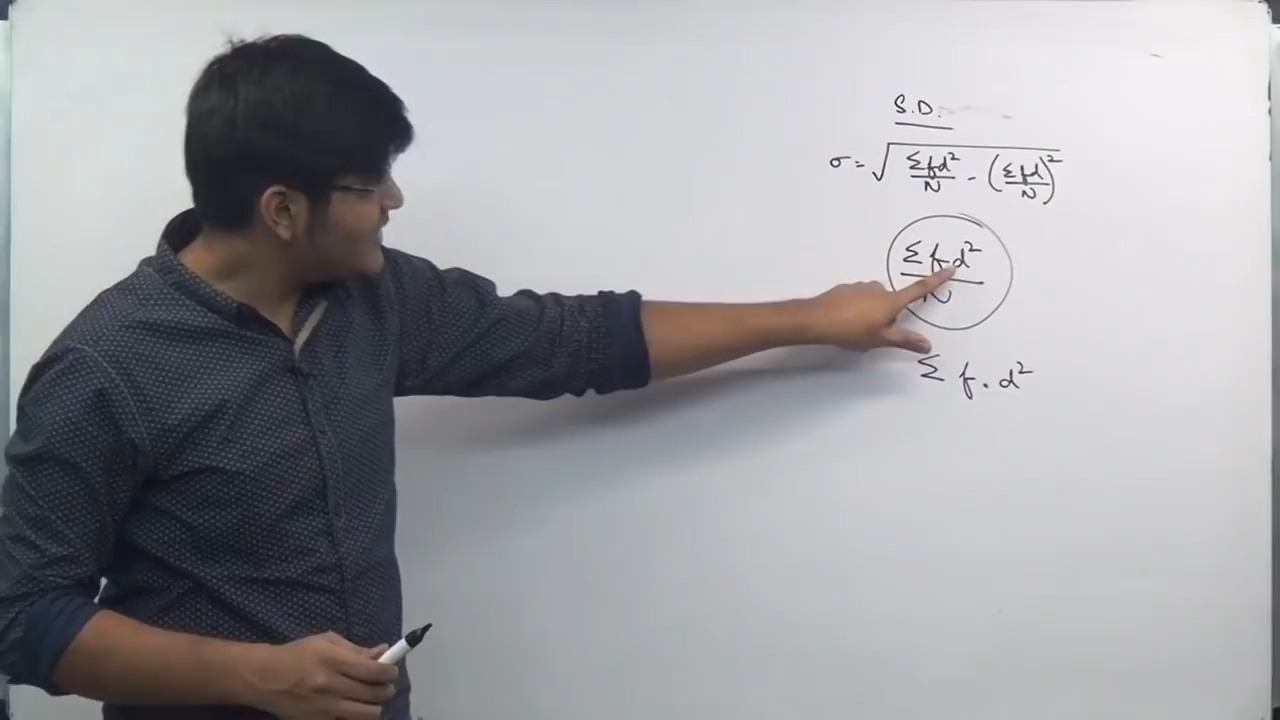 S.D.
σ = √(Σfd²/N - (Σfd/N)²)
Σfd²/N
Σ f . d²